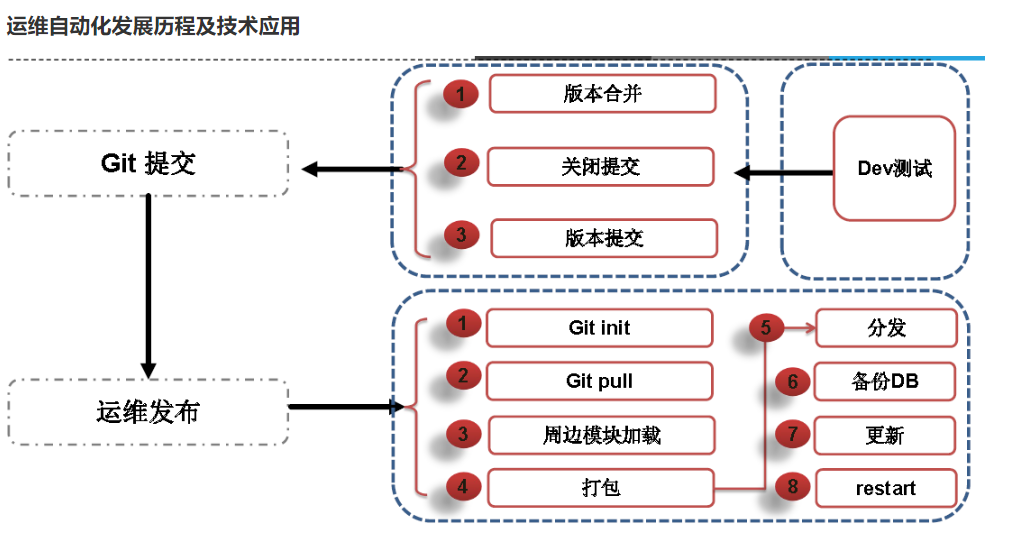 运维自动化发展历程及技术应用
1 版本合并
Git 提交
2 关闭提交
Dev测试
3 版本提交
1 Git init
5 分发
2 Git pull
6 备份DB
运维发布
3 周边模块加载
7 更新
4 打包
8 restart